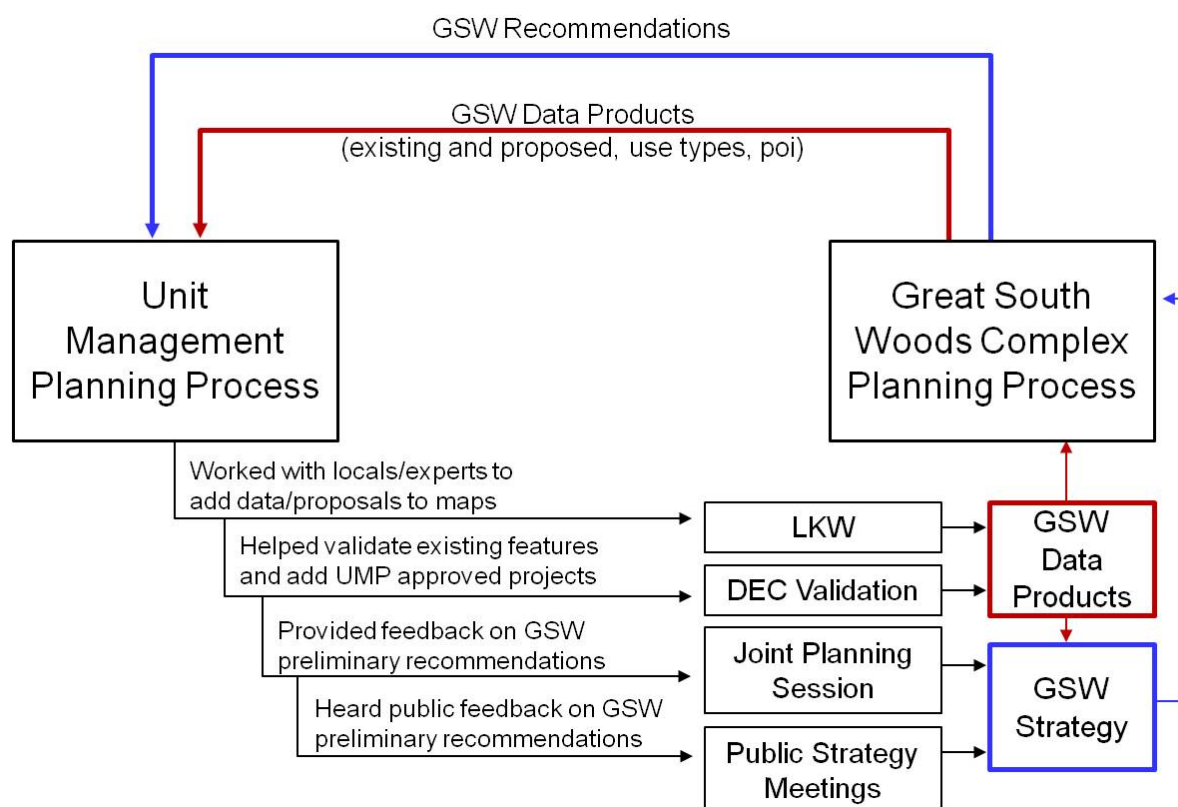 GSW Recommendations
GSW Data Products
(existing and proposed, use types, poi)
Unit
Management
Planning Process
Great South
Woods Complex
Planning Process
Worked with locals/experts to
add data/proposals to maps
LKW
Helped validate existing features
and add UMP approved projects
DEC Validation
GSW
Data
Products
Provided feedback on GSW
preliminary recommendations
Joint Planning
Session
Heard public feedback on GSW
preliminary recommendations
Public Strategy
Meetings
GSW
Strategy